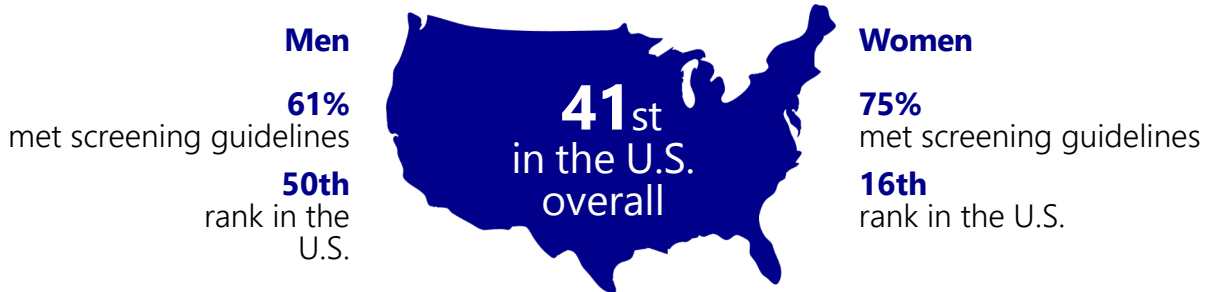 Men
61%
met screening guidelines
50th
rank in the
U.S.
41st
in the U.S.
overall
Women
75%
met screening guidelines
16th
rank in the U.S.